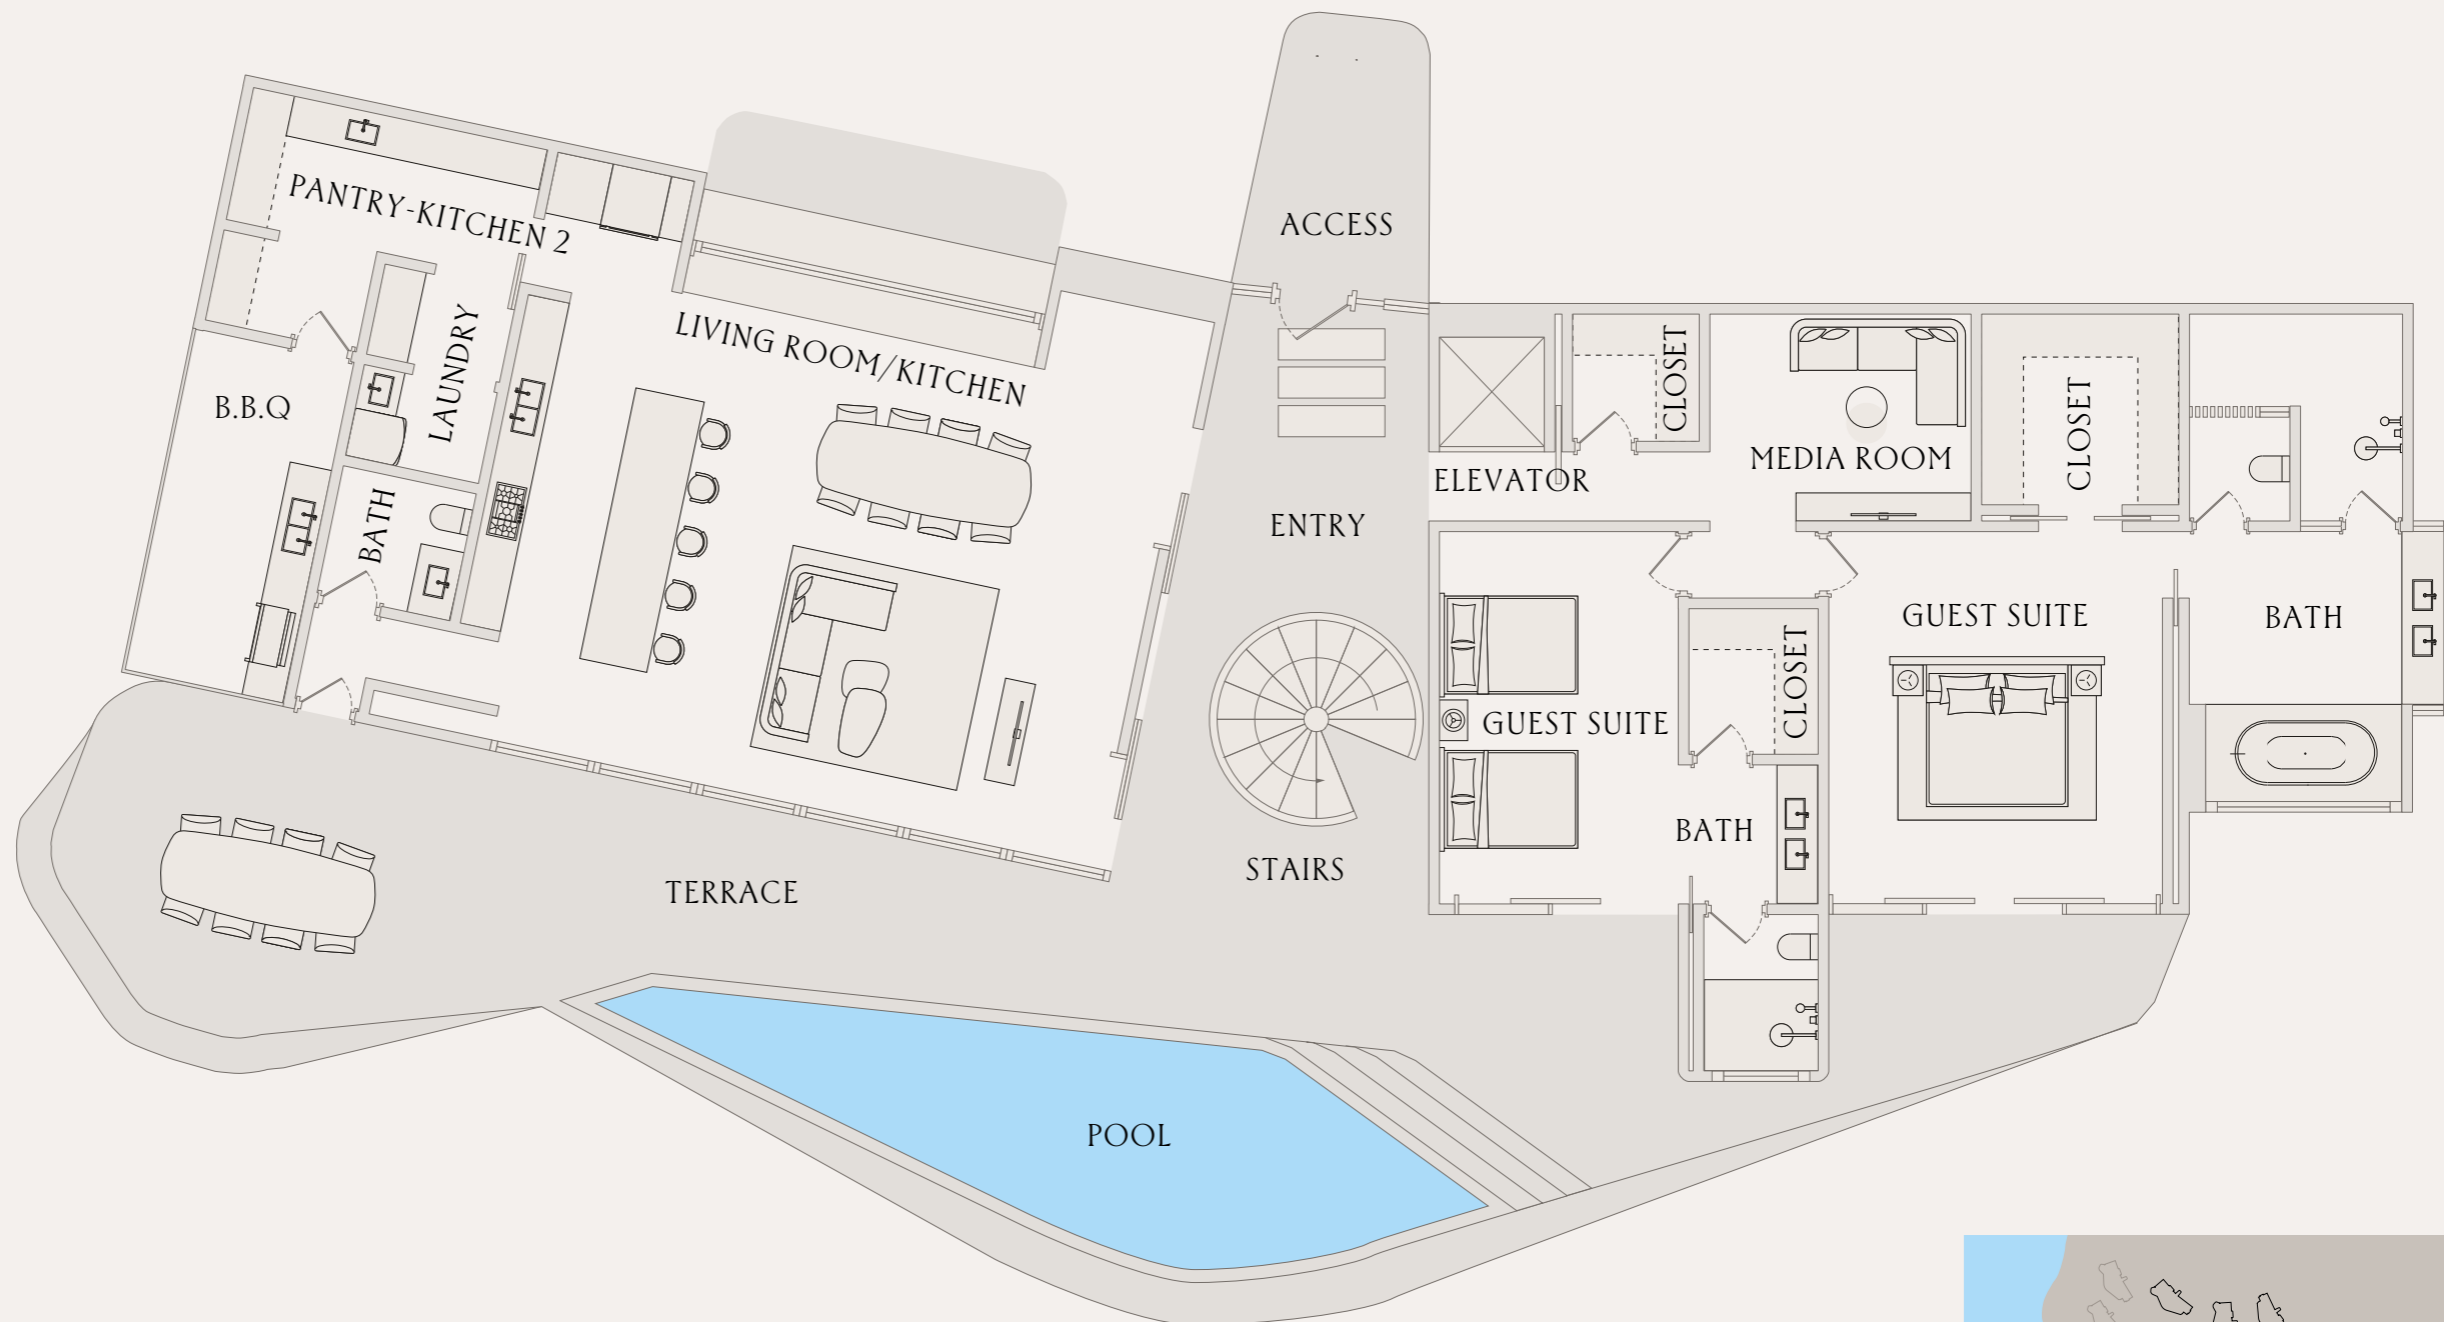 ACCESS
PANTRY-KITCHEN 2
LIVING ROOM/KITCHEN
CLOSET
LAUNDRY
B.B.Q
MEDIA ROOM
CLOSET
ELEVATOR
BATH
ENTRY
GUEST SUITE
BATH
CLOSET
GUEST SUITE
BATH
STAIRS
TERRACE
POOL